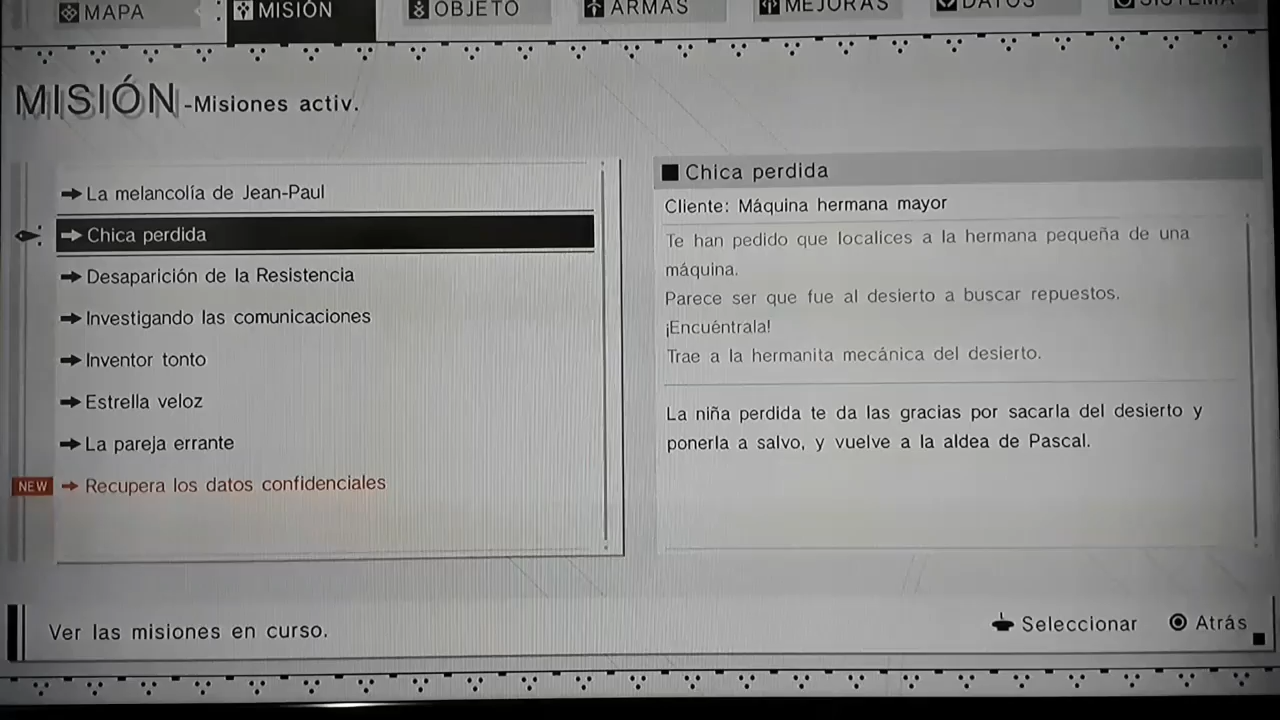 MAPA
MISIÓN
OBJETO
ARMAS
MEJORAS
DATOS
SISTEMA
MISIÓN -Misiones activ.
La melancolía de Jean-Paul
Chica perdida
Desaparición de la Resistencia
Investigando las comunicaciones
Inventor tonto
Estrella veloz
La pareja errante
NEW Recupera los datos confidenciales
Chica perdida
Cliente: Máquina hermana mayor
Te han pedido que localices a la hermana pequeña de una
máquina.
Parece ser que fue al desierto a buscar repuestos.
¡Encuéntrala!
Trae a la hermanita mecánica del desierto.
La niña perdida te da las gracias por sacarla del desierto y
ponerla a salvo, y vuelve a la aldea de Pascal.
Ver las misiones en curso.
Seleccionar
Atrás